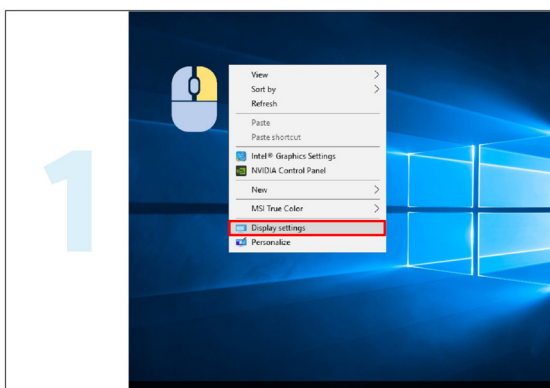 1
View
Sort by
Refresh
Paste
Paste shortcut
Intel® Graphics Settings
NVIDIA Control Panel
New
MSI True Color
Display settings
Personalize